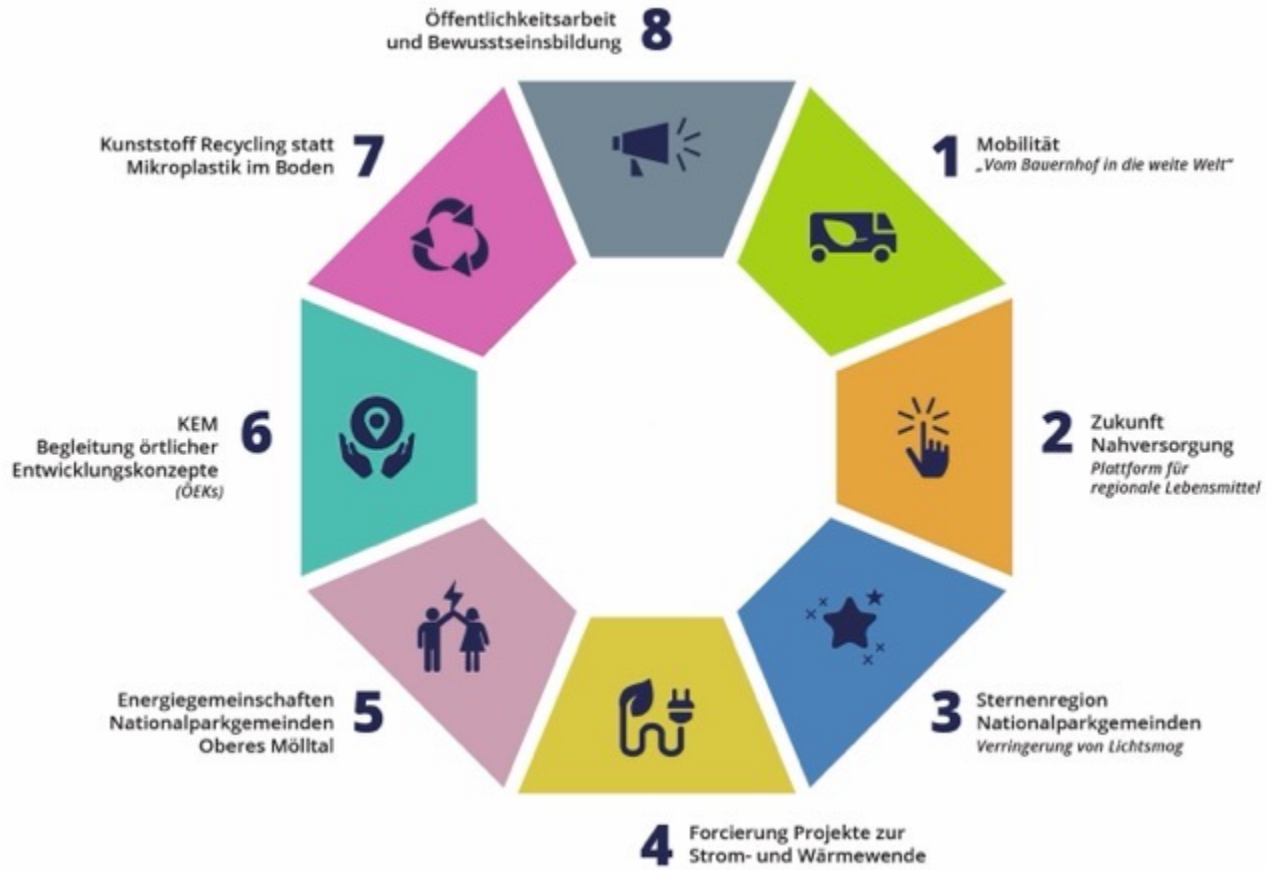 8
Öffentlichkeitsarbeit
und Bewusstseinsbildung
1
Mobilität
„Vom Bauernhof in die weite Welt“
2
Zukunft
Nahversorgung
Plattform für
regionale Lebensmittel
3
Sternenregion
Nationalparkgemeinden
Verringerung von Lichtsmog
4
Forcierung Projekte zur
Strom- und Wärmewende
5
Energiegemeinschaften
Nationalparkgemeinden
Oberes Mölltal
6
KEM
Begleitung örtlicher
Entwicklungskonzepte
(ÖEKs)
7
Kunststoff Recycling statt
Mikroplastik im Boden